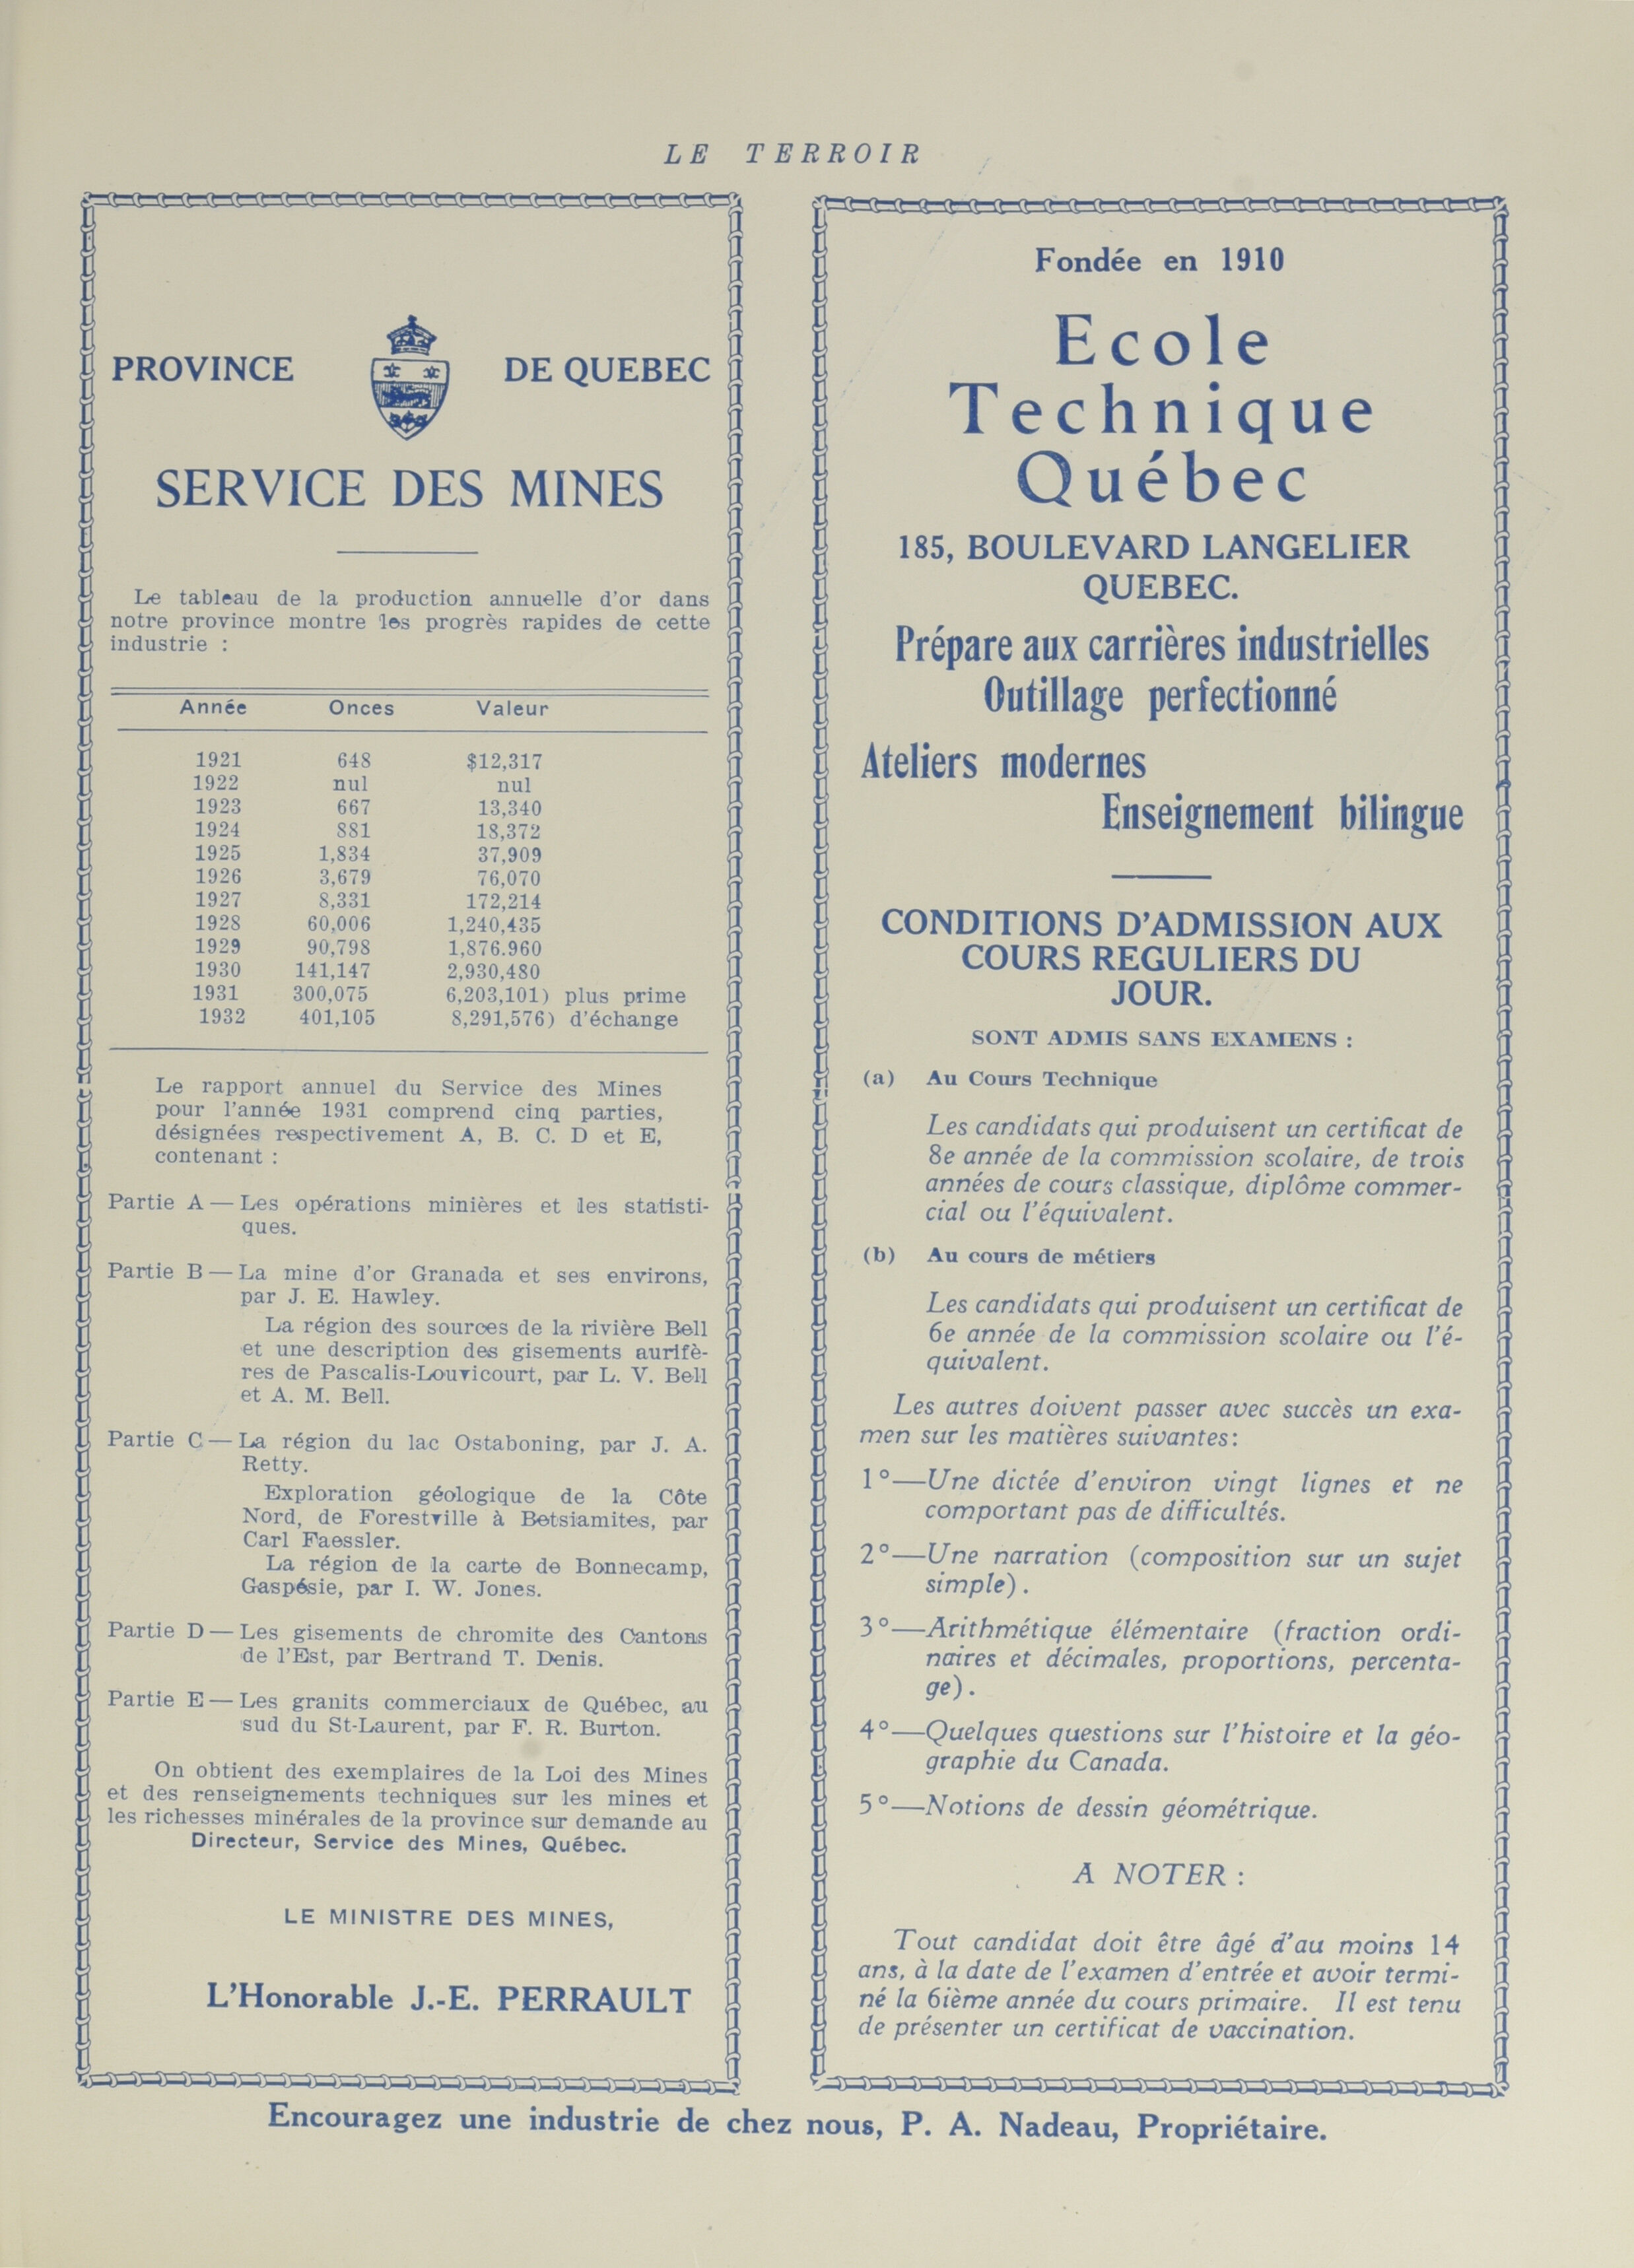 LE TERROIR
PROVINCE DE QUEBEC
SERVICE DES MINES
Le tableau de la production annuelle d'or dans
notre province montre les progrès rapides de cette
industrie :
Année Onces Valeur
1921 648 $12,317
1922 nul nul
1923 667 13,340
1924 881 18,372
1925 1,834 37,909
1926 3,679 76,070
1927 8,331 172,214
1928 60,006 1,240,435
1929 90,798 1,876.960
1930 141,147 2,930,480
1931 300,075 6,203,101) plus prime
1932 401,105 8,291,576) d'échange
Le rapport annuel du Service des Mines
pour l'année 1931 comprend cinq parties,
désignées respectivement A, B. C. D et E,
contenant :
Partie A — Les opérations minières et les statisti-
ques.
Partie B — La mine d'or Granada et ses environs,
par J. E. Hawley.
La région des sources de la rivière Bell
et une description des gisements aurifè-
res de Pascalis-Louvicourt, par L. V. Bell
et A. M. Bell.
Partie C — La région du lac Ostaboning, par J. A.
Retty.
Exploration géologique de la Côte
Nord, de Forestville à Betsiamites, par
Carl Faessler.
La région de la carte de Bonnecamp,
Gaspésie, par I. W. Jones.
Partie D — Les gisements de chromite des Cantons
de l'Est, par Bertrand T. Denis.
Partie E — Les granits commerciaux de Québec, au
sud du St-Laurent, par F. R. Burton.
On obtient des exemplaires de la Loi des Mines
et des renseignements techniques sur les mines et
les richesses minérales de la province sur demande au
Directeur, Service des Mines, Québec.
LE MINISTRE DES MINES,
L'Honorable J.-E. PERRAULT
Fondée en 1910
Ecole
Technique
Québec
185, BOULEVARD LANGELIER
QUEBEC.
Prépare aux carrières industrielles
Outillage perfectionné
Ateliers modernes
Enseignement bilingue
CONDITIONS D'ADMISSION AUX
COURS REGULIERS DU
JOUR.
SONT ADMIS SANS EXAMENS :
(a) Au Cours Technique
Les candidats qui produisent un certificat de
8e année de la commission scolaire, de trois
années de cours classique, diplôme commer-
cial ou l'équivalent.
(b) Au cours de métiers
Les candidats qui produisent un certificat de
6e année de la commission scolaire ou l'é-
quivalent.
Les autres doivent passer avec succès un exa-
men sur les matières suivantes:
1°—Une dictée d'environ vingt lignes et ne
comportant pas de difficultés.
2°—Une narration (composition sur un sujet
simple).
3°—Arithmétique élémentaire (fraction ordi-
naires et décimales, proportions, percenta-
ge).
4°—Quelques questions sur l'histoire et la géo-
graphie du Canada.
5°—Notions de dessin géométrique.
A NOTER :
Tout candidat doit être âgé d'au moins 14
ans, à la date de l'examen d'entrée et avoir termi-
né la 6ième année du cours primaire. Il est tenu
de présenter un certificat de vaccination.
Encouragez une industrie de chez nous, P. A. Nadeau, Propriétaire.